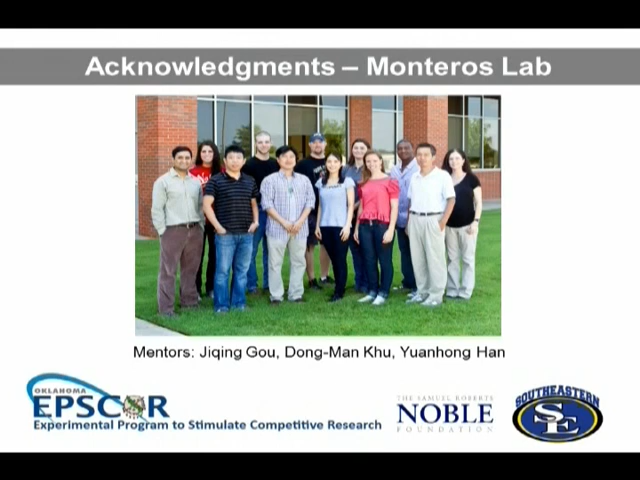 Acknowledgments – Monteros Lab
Mentors: Jiqing Gou, Dong-Man Khu, Yuanhong Han
OKLAHOMA
EPSCoR
Experimental Program to Stimulate Competitive Research
THE SAMUEL ROBERTS
NOBLE
FOUNDATION
SOUTHEASTERN
SE